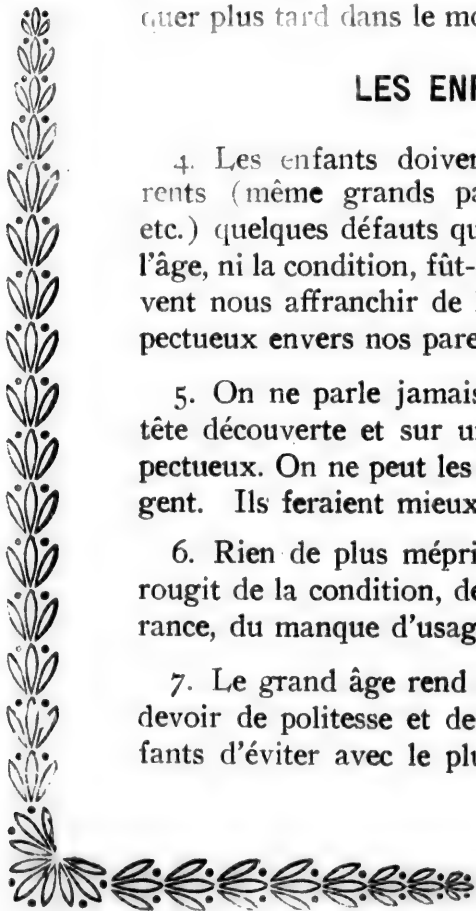 quer plus tard dans le mo
LES ENF
4. Les enfants doiven
rents (même grands pa
etc.) quelques défauts qu
l'âge, ni la condition, fût-
vent nous affranchir de
pectueux envers nos pare
5. On ne parle jamais
tête découverte et sur u
pectueux. On ne peut les
gent. Ils feraient mieux
6. Rien de plus mépri
rougit de la condition, de
rance, du manque d'usag
7. Le grand âge rend
devoir de politesse et de
fants d'éviter avec le plu